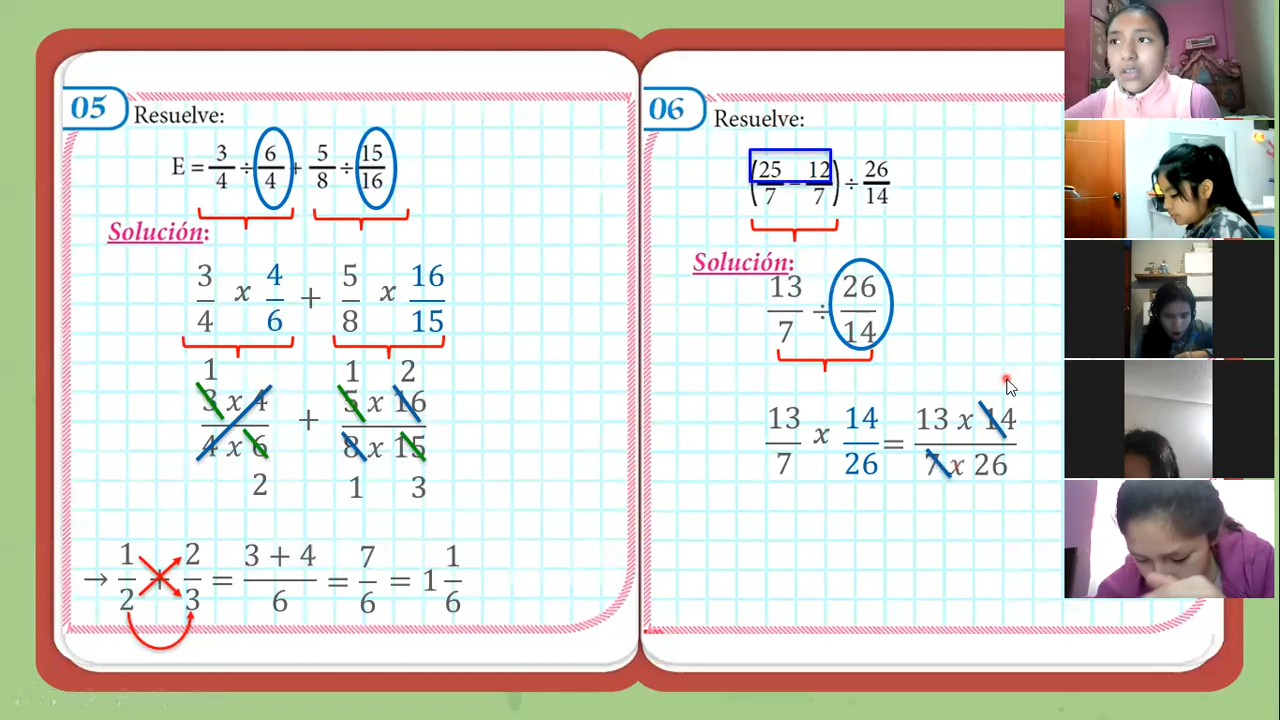 05 Resuelve:
E = 3/4 ÷ 6/4 + 5/8 ÷ 15/16
Solución:
3/4 x 4/6 + 5/8 x 16/15
1 1 2
3 x 4 / 4 x 6 + 5 x 16 / 8 x 15
2 1 3
→ 1/2 + 2/3 = 3 + 4 / 6 = 7/6 = 1 1/6
06 Resuelve:
(25/7 − 12/7) ÷ 26/14
Solución:
13/7 ÷ 26/14
13/7 x 14/26 = 13 x 14 / 7 x 26